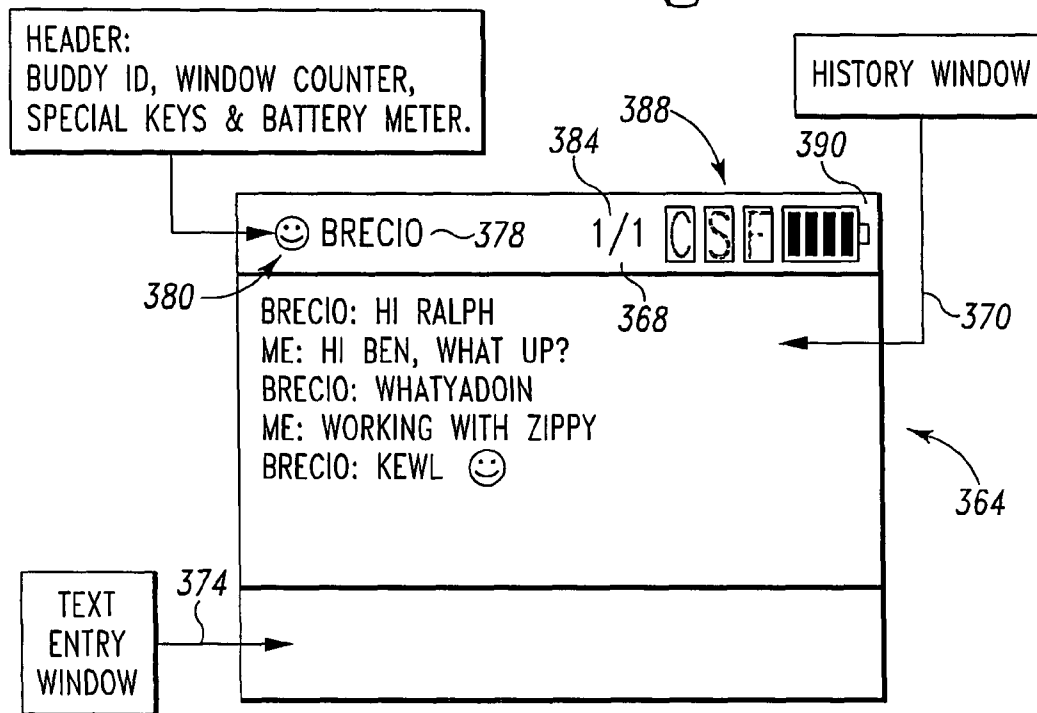 HEADER:
BUDDY ID, WINDOW COUNTER,
SPECIAL KEYS & BATTERY METER.
HISTORY WINDOW
388
384
390
BRECIO
378
1/1
C S F
380
368
370
BRECIO: HI RALPH
ME: HI BEN, WHAT UP?
BRECIO: WHATYADOIN
ME: WORKING WITH ZIPPY
BRECIO: KEWL
364
374
TEXT
ENTRY
WINDOW